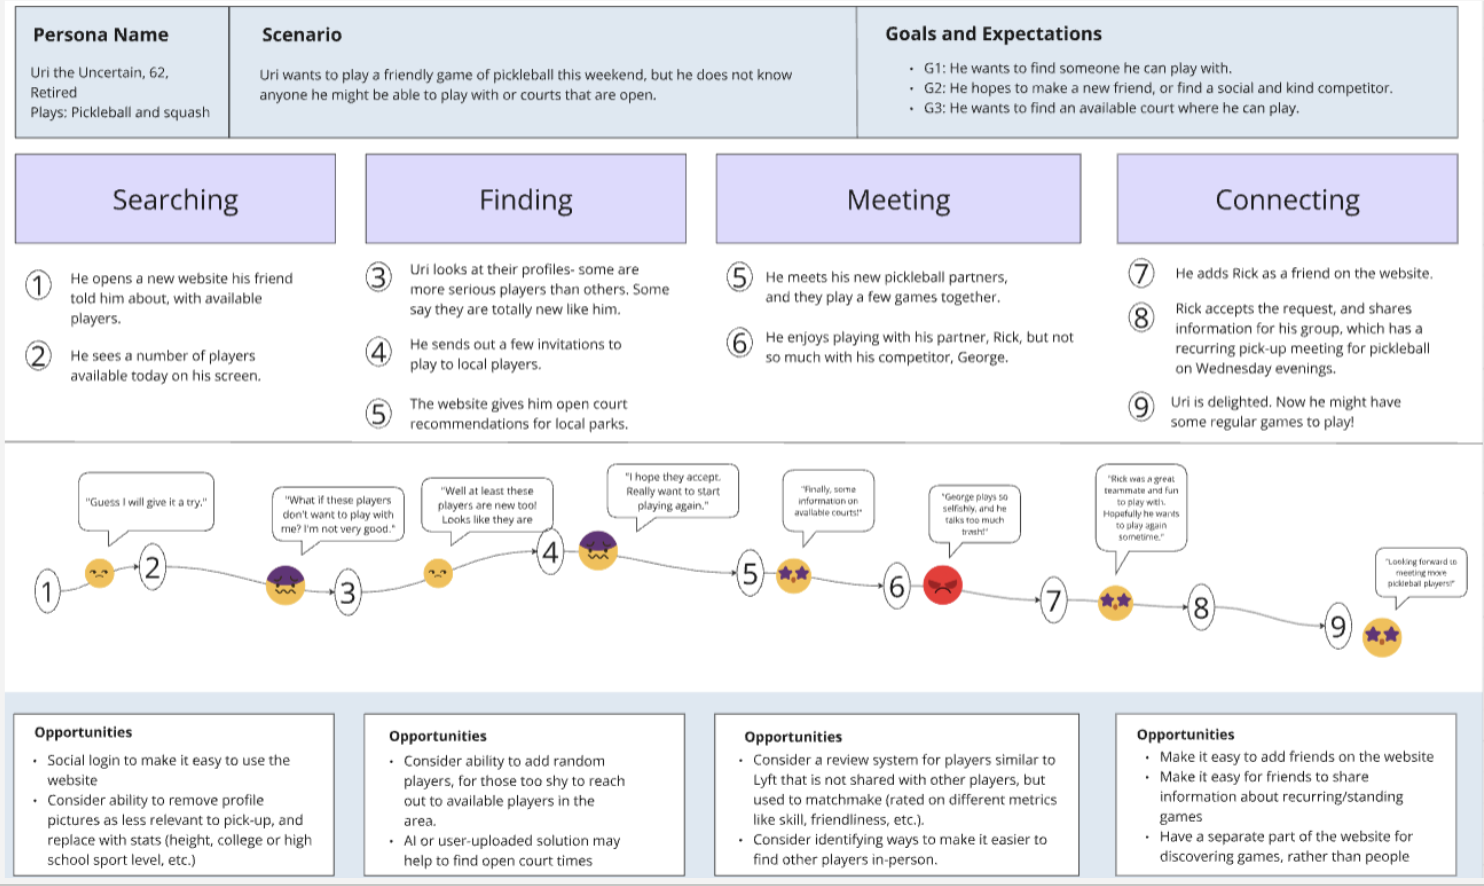 Persona Name
Uri the Uncertain, 62,
Retired
Plays: Pickleball and squash
Scenario
Uri wants to play a friendly game of pickleball this weekend, but he does not know
anyone he might be able to play with or courts that are open.
Goals and Expectations
• G1: He wants to find someone he can play with.
• G2: He hopes to make a new friend, or find a social and kind competitor.
• G3: He wants to find an available court where he can play.
Searching
1
He opens a new website his friend
told him about, with available
players.
2
He sees a number of players
available today on his screen.
Finding
3
Uri looks at their profiles- some are
more serious players than others. Some
say they are totally new like him.
4
He sends out a few invitations to
play to local players.
5
The website gives him open court
recommendations for local parks.
Meeting
5
He meets his new pickleball partners,
and they play a few games together.
6
He enjoys playing with his partner, Rick, but not
so much with his competitor, George.
Connecting
7
He adds Rick as a friend on the website.
8
Rick accepts the request, and shares
information for his group, which has a
recurring pick-up meeting for pickleball
on Wednesday evenings.
9
Uri is delighted. Now he might have
some regular games to play!
1
"Guess I will give it a try."
2
"What if these players
don't want to play with
me? I'm not very good."
3
"Well at least these
players are new too!
Looks like they are
4
"I hope they accept.
Really want to start
playing again."
5
"Finally, some
information on
available courts!"
6
"George plays so
selfishly, and he
talks too much
trash!"
7
"Rick was a great
teammate and fun
to play with.
Hopefully he wants
to play again
sometime."
8
9
"Looking forward to
meeting more
pickleball players!"
Opportunities
• Social login to make it easy to use the
website
• Consider ability to remove profile
pictures as less relevant to pick-up, and
replace with stats (height, college or high
school sport level, etc.)
Opportunities
• Consider ability to add random
players, for those too shy to reach
out to available players in the
area.
• AI or user-uploaded solution may
help to find open court times
Opportunities
• Consider a review system for players similar to
Lyft that is not shared with other players, but
used to matchmake (rated on different metrics
like skill, friendliness, etc.).
• Consider identifying ways to make it easier to
find other players in-person.
Opportunities
• Make it easy to add friends on the website
• Make it easy for friends to share
information about recurring/standing
games
• Have a separate part of the website for
discovering games, rather than people